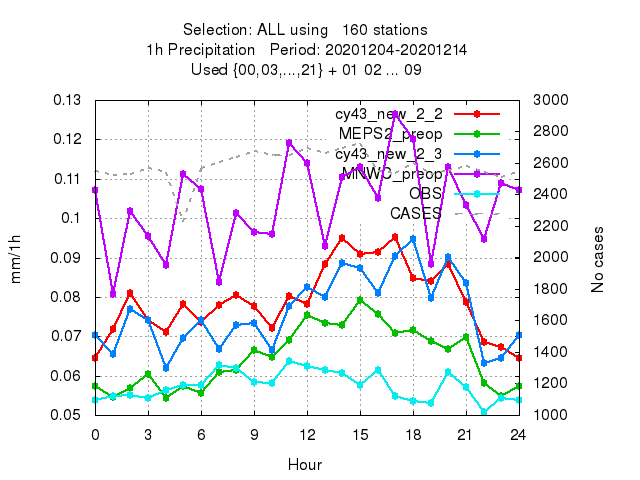 Selection: ALL using 160 stations
1h Precipitation Period: 20201204-20201214
Used {00,03,...,21} + 01 02 ... 09
0.13
0.12
0.11
0.1
0.09
0.08
0.07
0.06
0.05
mm/1h
3000
2800
2600
2400
2200
2000
1800
1600
1400
1200
1000
No cases
cy43_new_2_2
MEPS2_preop
cy43_new_2_3
MNWC_preop
OBS
CASES
0 3 6 9 12 15 18 21 24
Hour